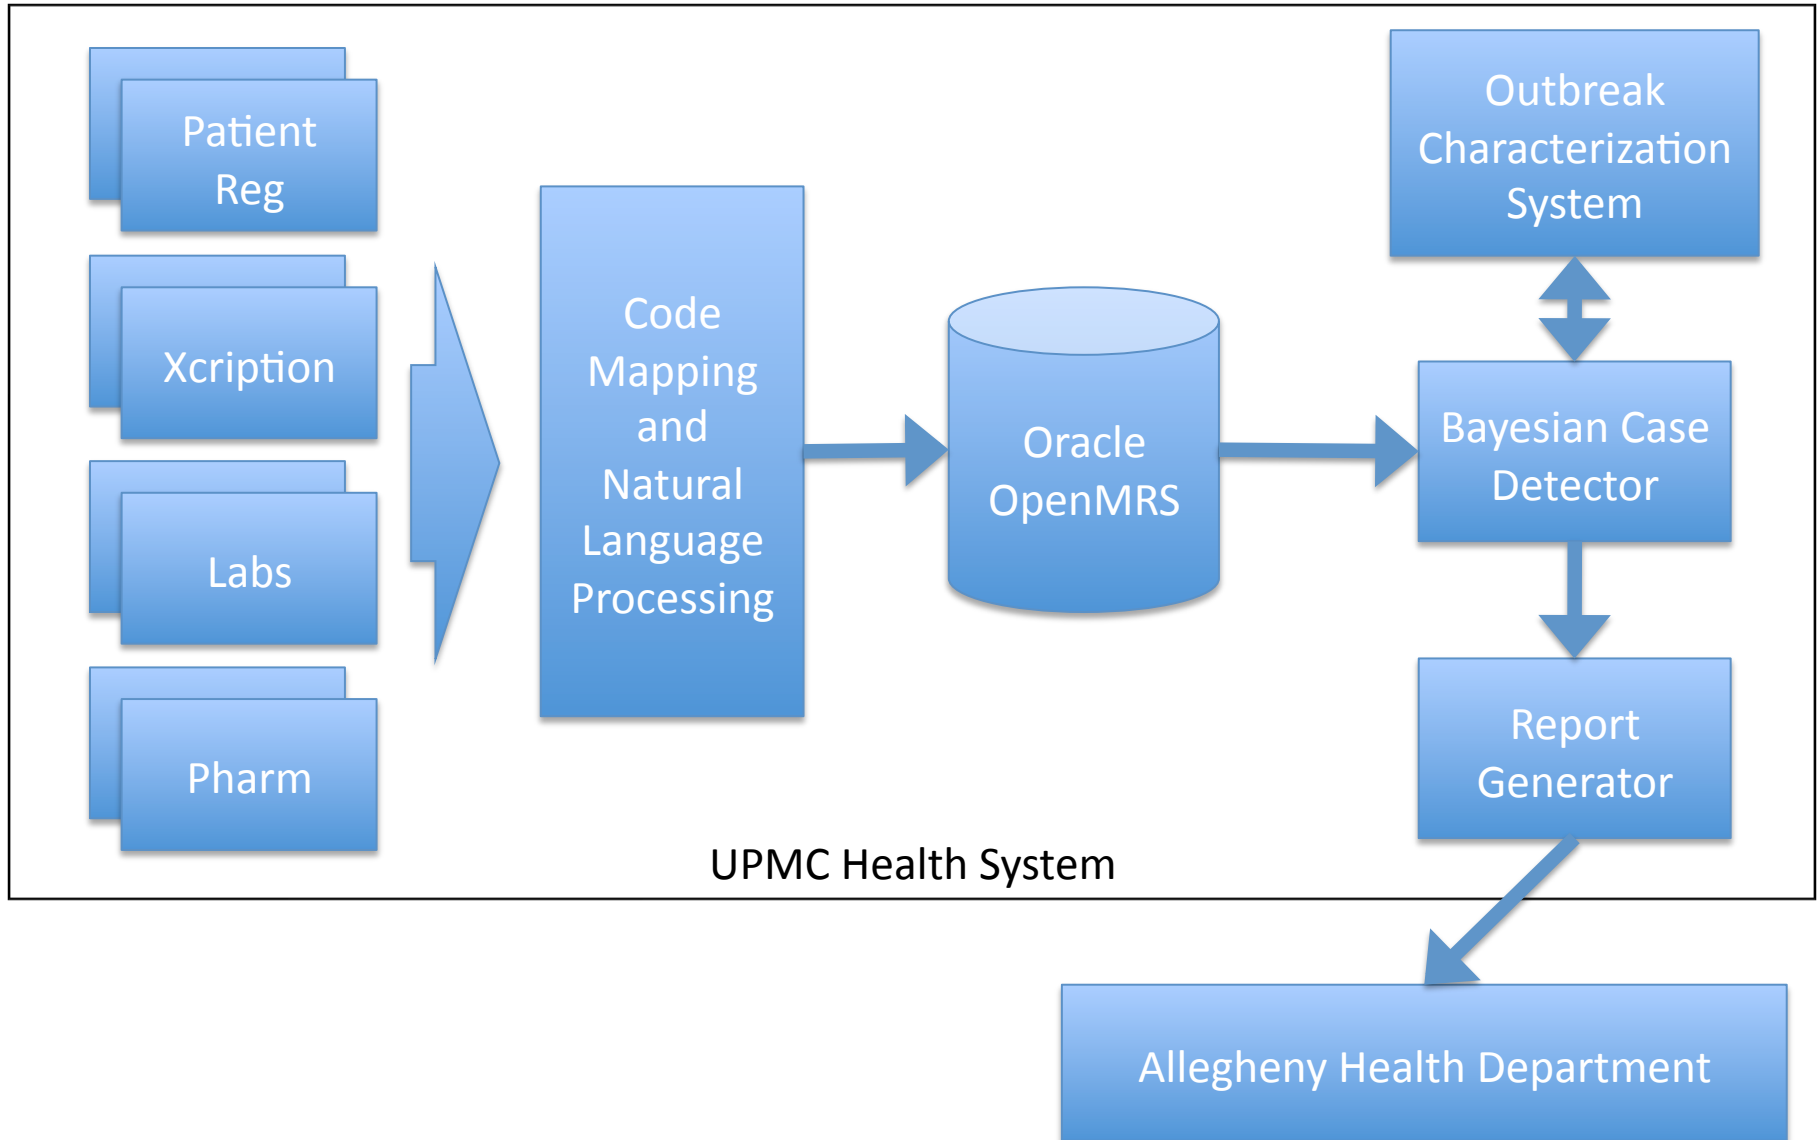 Patient
Reg
Xcription
Labs
Pharm
Code
Mapping
and
Natural
Language
Processing
Oracle
OpenMRS
Outbreak
Characterization
System
Bayesian Case
Detector
Report
Generator
UPMC Health System
Allegheny Health Department